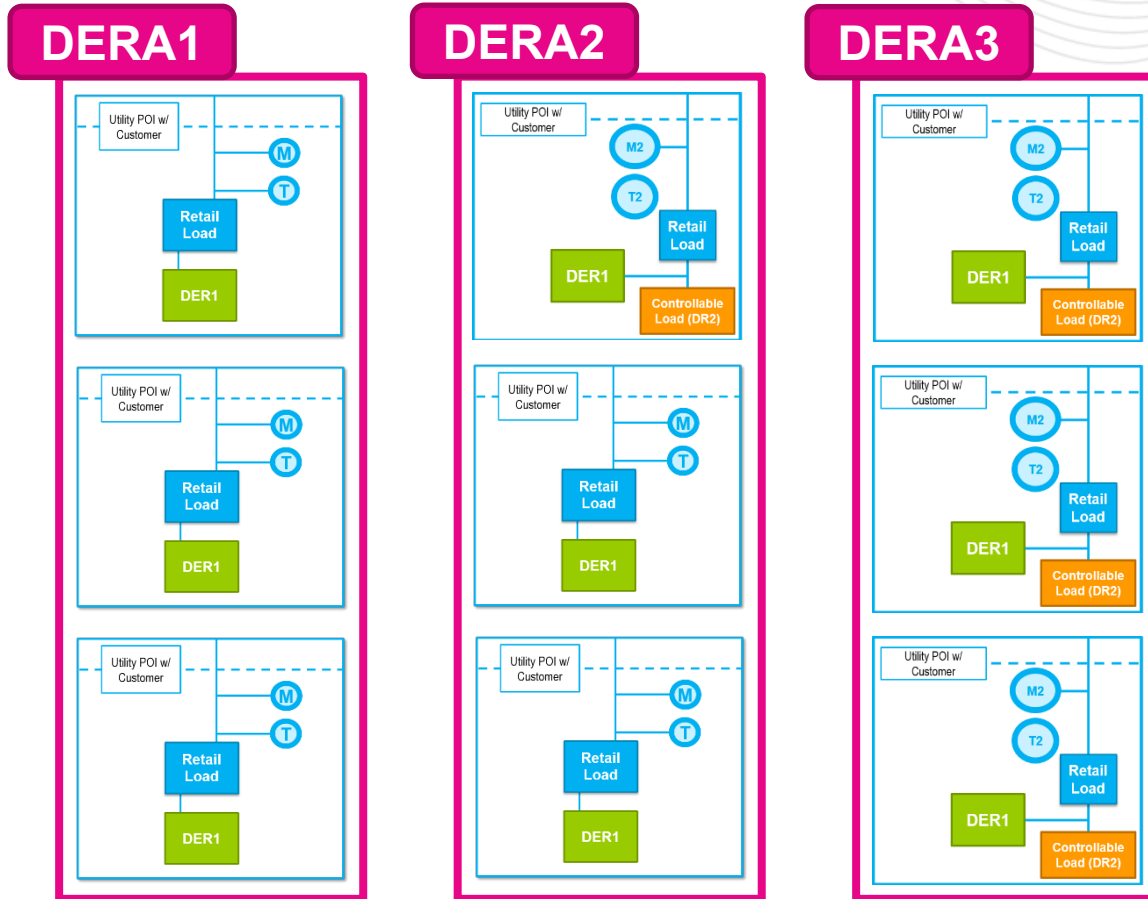 DERA1
Utility POI w/
Customer
M
T
Retail
Load
DER1
Utility POI w/
Customer
M
T
Retail
Load
DER1
Utility POI w/
Customer
M
T
Retail
Load
DER1
DERA2
Utility POI w/
Customer
M2
T2
Retail
Load
DER1
Controllable
Load (DR2)
Utility POI w/
Customer
M
T
Retail
Load
DER1
Utility POI w/
Customer
M
T
Retail
Load
DER1
DERA3
Utility POI w/
Customer
M2
T2
Retail
Load
DER1
Controllable
Load (DR2)
Utility POI w/
Customer
M2
T2
Retail
Load
DER1
Controllable
Load (DR2)
Utility POI w/
Customer
M2
T2
Retail
Load
DER1
Controllable
Load (DR2)